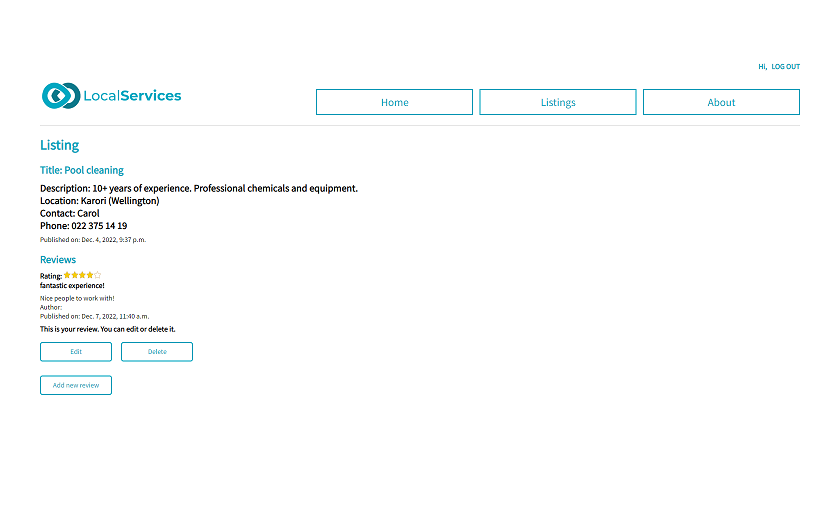 Hi, LOG OUT
LocalServices
Home
Listings
About
Listing
Title: Pool cleaning
Description: 10+ years of experience. Professional chemicals and equipment.
Location: Karori (Wellington)
Contact: Carol
Phone: 022 375 14 19
Published on: Dec. 4, 2022, 9:37 p.m.
Reviews
Rating:
fantastic experience!
Nice people to work with!
Author:
Published on: Dec. 7, 2022, 11:40 a.m.
This is your review. You can edit or delete it.
Edit
Delete
Add new review